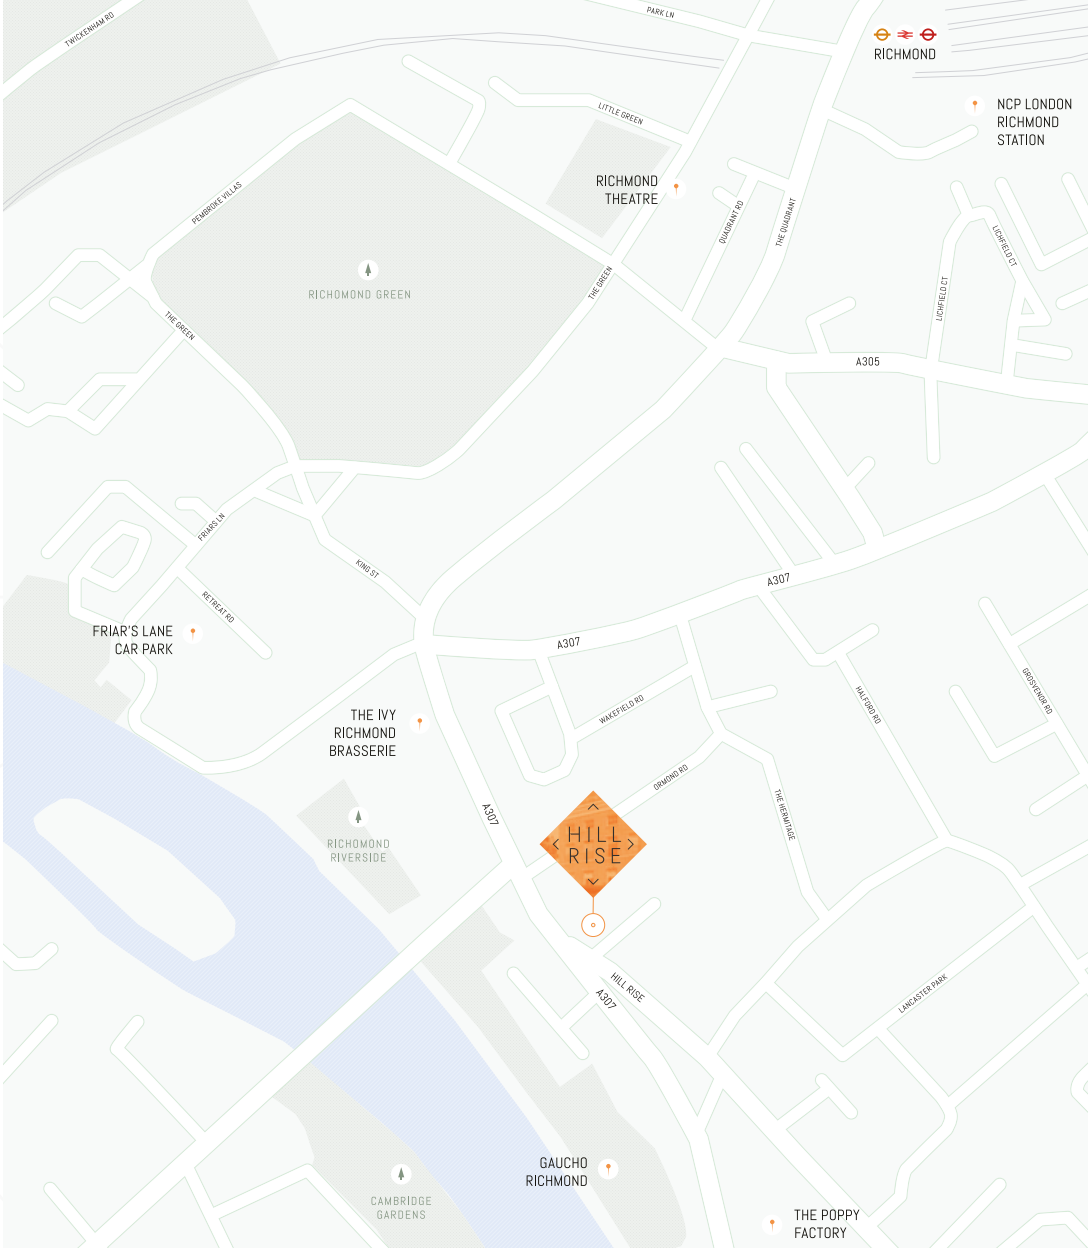 TWICKENHAM RD
PARK LN
RICHMOND
NCP LONDON
RICHMOND
STATION
LITTLE GREEN
RICHMOND
THEATRE
PEMBROKE VILLAS
QUADRANT RD
THE QUADRANT
LICHFIELD CT
LICHFIELD CT
RICHOMOND GREEN
THE GREEN
THE GREEN
A305
FRIARS LN
KING ST
RETREAT RD
A307
A307
FRIAR'S LANE
CAR PARK
GROSVENOR RD
HALFORD RD
WAKEFIELD RD
THE IVY
RICHMOND
BRASSERIE
ORMOND RD
THE HERMITAGE
A307
HILL
RISE
RICHOMOND
RIVERSIDE
HILL RISE
A307
LANCASTER PARK
GAUCHO
RICHMOND
CAMBRIDGE
GARDENS
THE POPPY
FACTORY